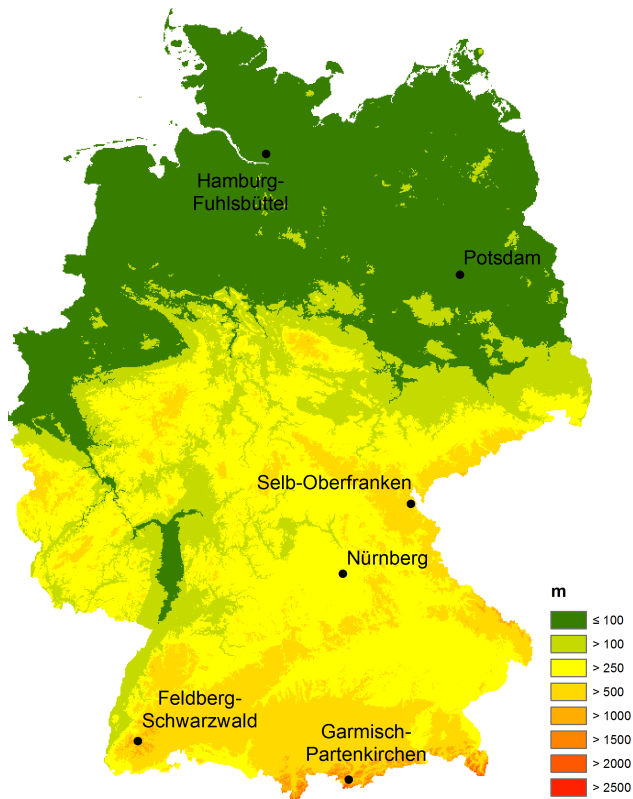 Hamburg-
Fuhlsbüttel
Potsdam
Selb-Oberfranken
Nürnberg
Feldberg-
Schwarzwald
Garmisch-
Partenkirchen
m
≤ 100
> 100
> 250
> 500
> 1000
> 1500
> 2000
> 2500